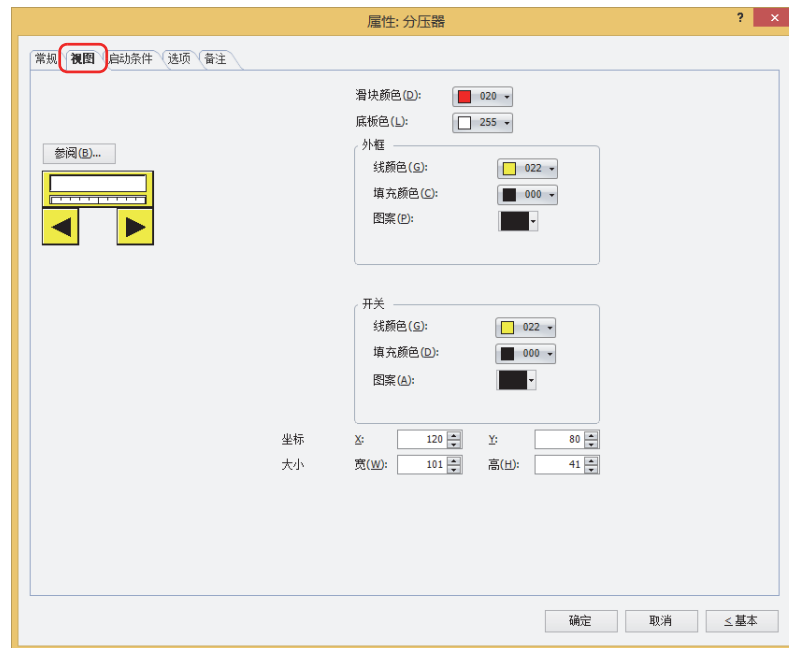 属性: 分压器
? ×
常规 视图 启动条件 选项 备注
滑块颜色(D): 020
底板色(L): 255
参阅(B)...
外框
线颜色(G): 022
填充颜色(C): 000
图案(P):
开关
线颜色(G): 022
填充颜色(D): 000
图案(A):
坐标 X: 120 Y: 80
大小 宽(W): 101 高(H): 41
确定 取消 ≤基本